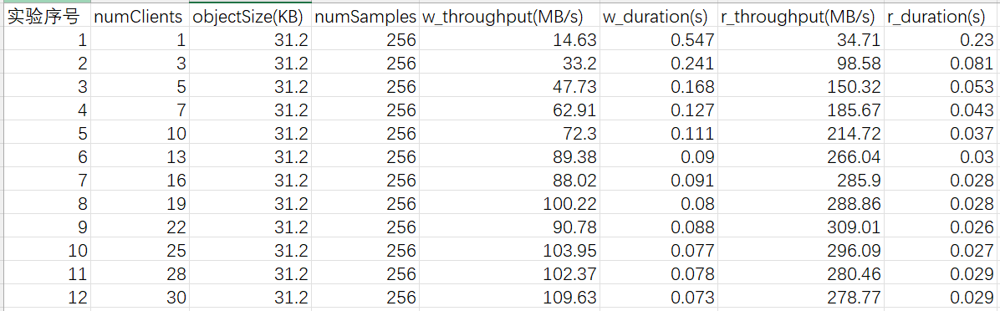 实验序号 numClients objectSize(KB) numSamples w_throughput(MB/s) w_duration(s) r_throughput(MB/s) r_duration(s)
1 1 31.2 256 14.63 0.547 34.71 0.23
2 3 31.2 256 33.2 0.241 98.58 0.081
3 5 31.2 256 47.73 0.168 150.32 0.053
4 7 31.2 256 62.91 0.127 185.67 0.043
5 10 31.2 256 72.3 0.111 214.72 0.037
6 13 31.2 256 89.38 0.09 266.04 0.03
7 16 31.2 256 88.02 0.091 285.9 0.028
8 19 31.2 256 100.22 0.08 288.86 0.028
9 22 31.2 256 90.78 0.088 309.01 0.026
10 25 31.2 256 103.95 0.077 296.09 0.027
11 28 31.2 256 102.37 0.078 280.46 0.029
12 30 31.2 256 109.63 0.073 278.77 0.029